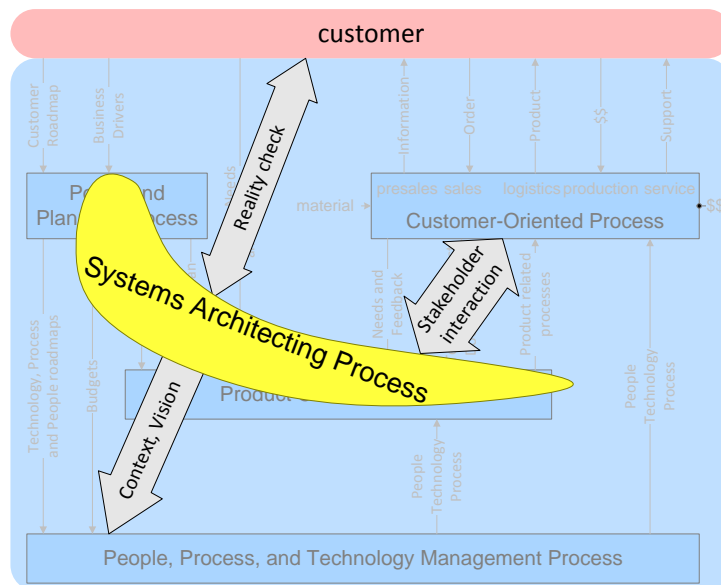 customer
Customer
Roadmap
Business
Drivers
Information
Order
Product
$$
Support
Reality check
presales sales logistics production service
material
Customer-Oriented Process
$$
Systems Architecting Process
Stakeholder
interaction
Needs and
Feedback
Product related
processes
Technology, Process
and People roadmaps
Budgets
Context, Vision
People
Technology
Process
People
Technology
Process
People, Process, and Technology Management Process